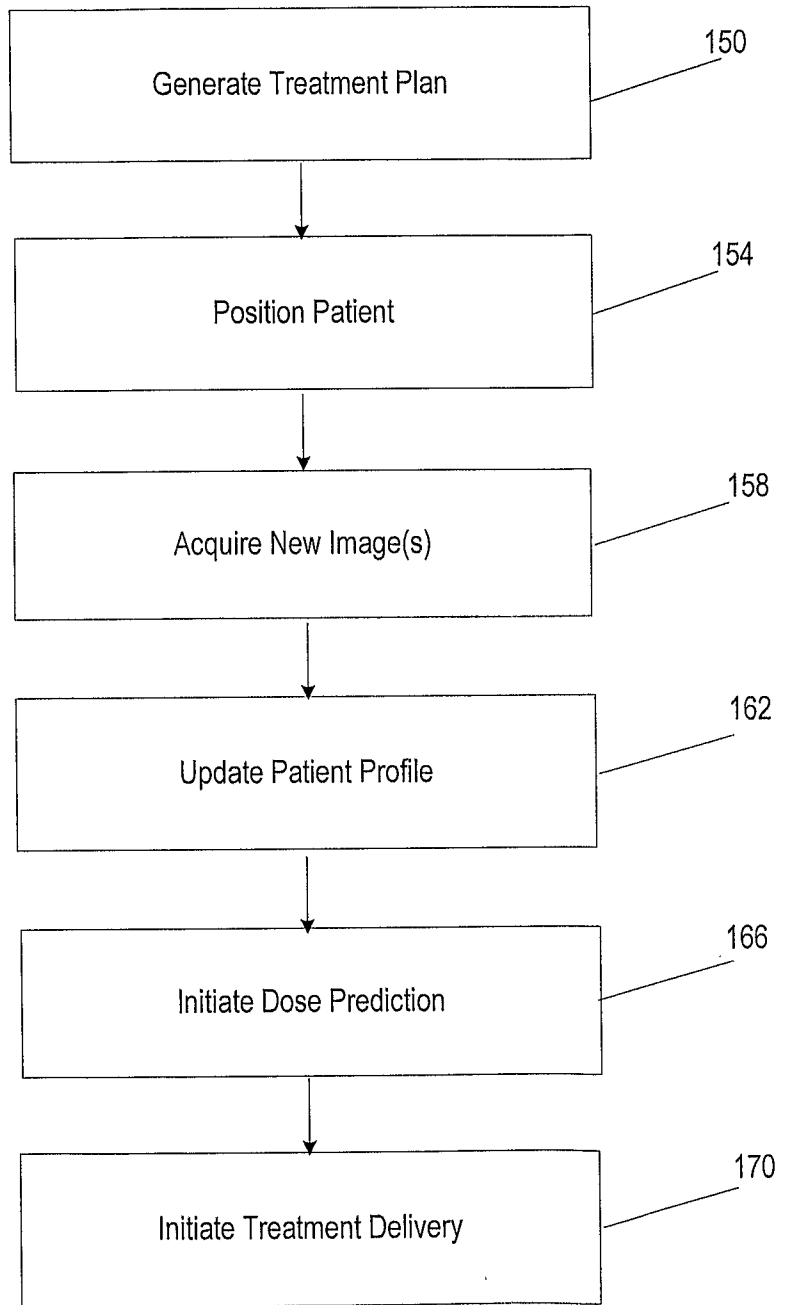 150
Generate Treatment Plan
154
Position Patient
158
Acquire New Image(s)
162
Update Patient Profile
166
Initiate Dose Prediction
170
Initiate Treatment Delivery